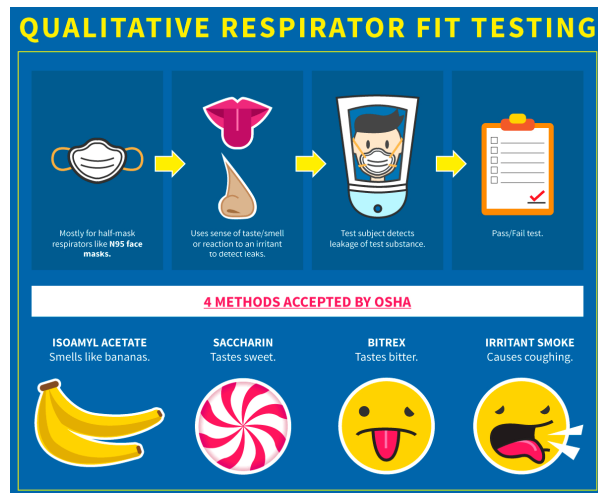 QUALITATIVE RESPIRATOR FIT TESTING
Mostly for half-mask
respirators like N95 face
masks.
Uses sense of taste/smell
or reaction to an irritant
to detect leaks.
Test subject detects
leakage of test substance.
Pass/Fail test.
4 METHODS ACCEPTED BY OSHA
ISOAMYL ACETATE
Smells like bananas.
SACCHARIN
Tastes sweet.
BITREX
Tastes bitter.
IRRITANT SMOKE
Causes coughing.